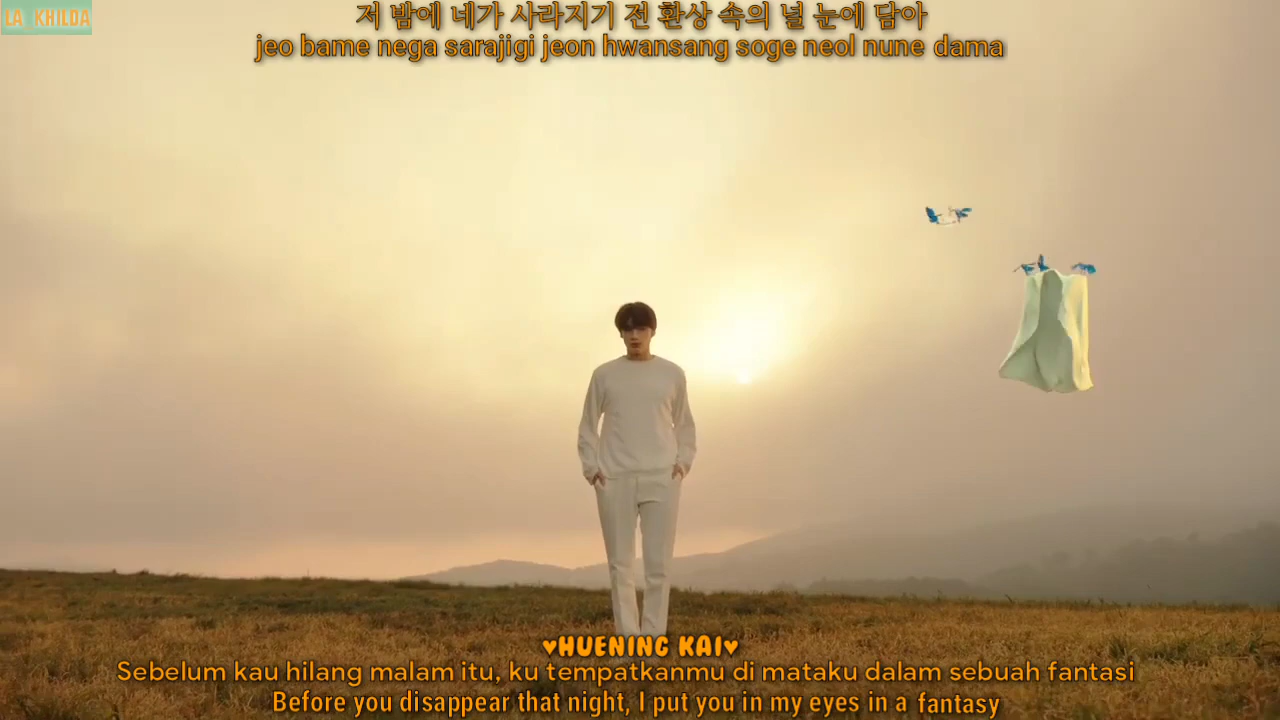 LA KHILDA
저 밤에 네가 사라지기 전 환상 속의 널 눈에 담아
jeo bame nega sarajigi jeon hwansang soge neol nune dama
♥HUENING KAI♥
Sebelum kau hilang malam itu, ku tempatkanmu di mataku dalam sebuah fantasi
Before you disappear that night, I put you in my eyes in a fantasy